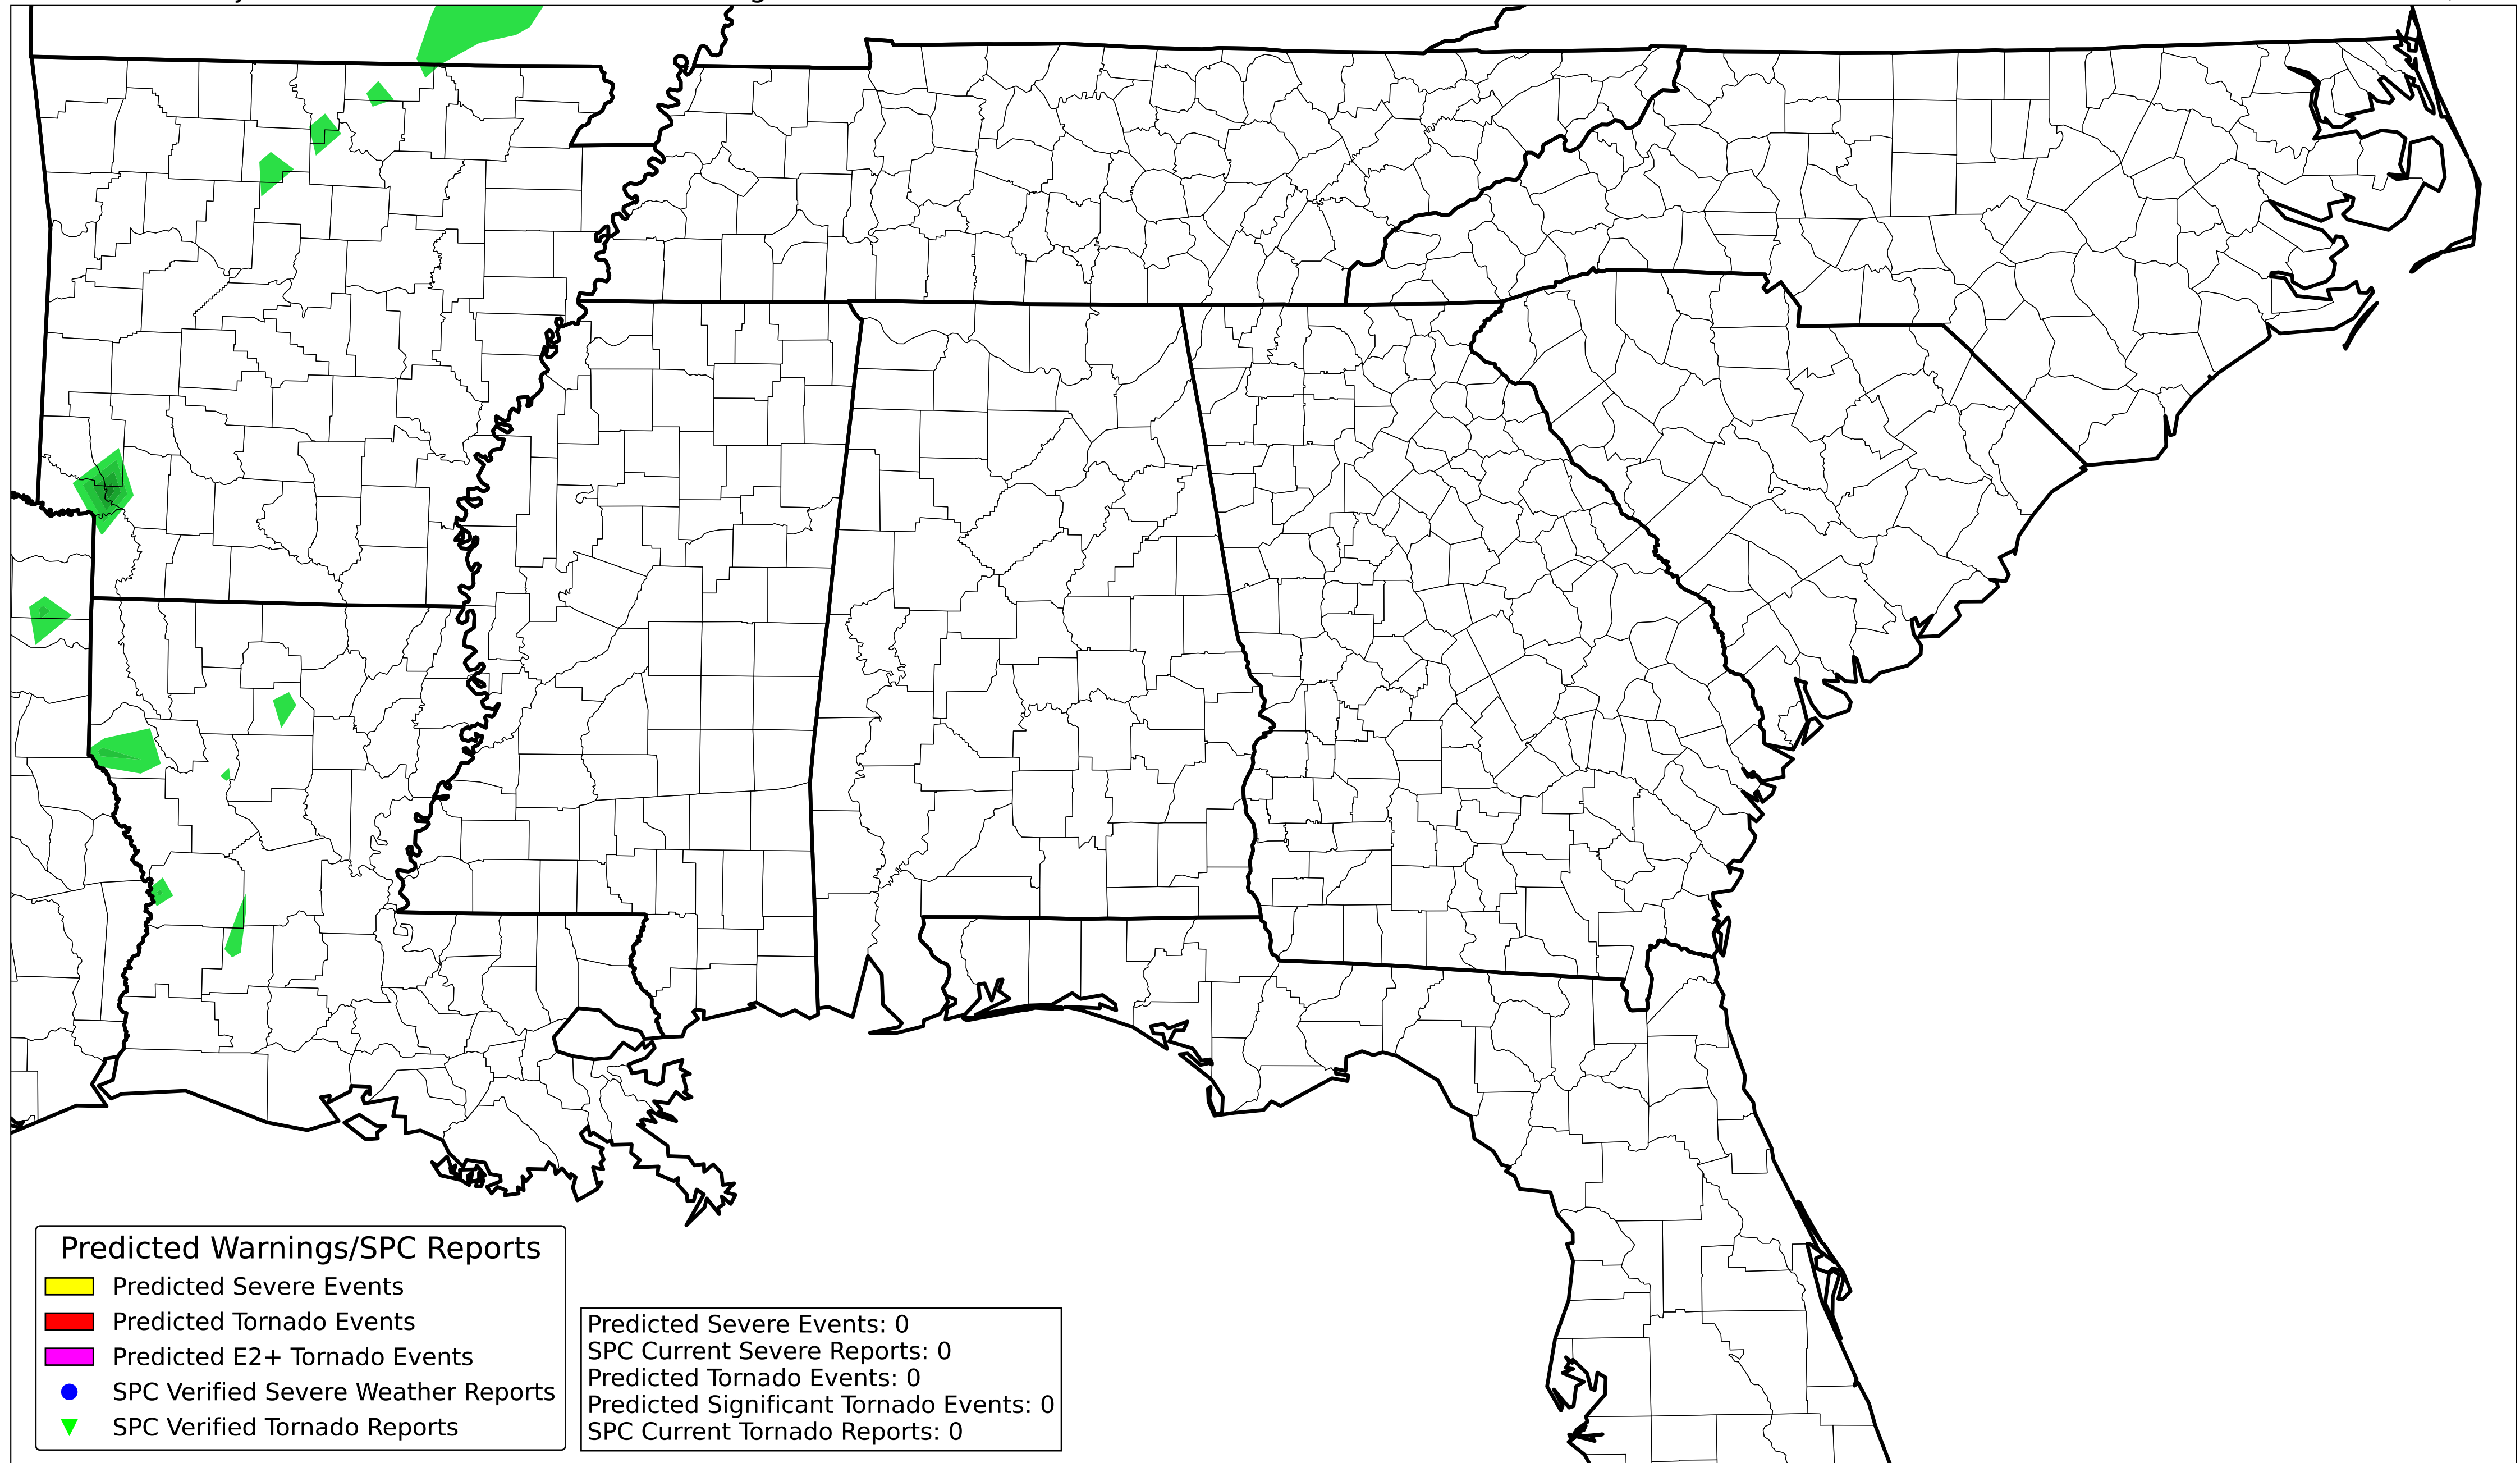 Predicted Warnings/SPC Reports
Predicted Severe Events
Predicted Tornado Events
Predicted E2+ Tornado Events
SPC Verified Severe Weather Reports
SPC Verified Tornado Reports
Predicted Severe Events: 0
SPC Current Severe Reports: 0
Predicted Tornado Events: 0
Predicted Significant Tornado Events: 0
SPC Current Tornado Reports: 0